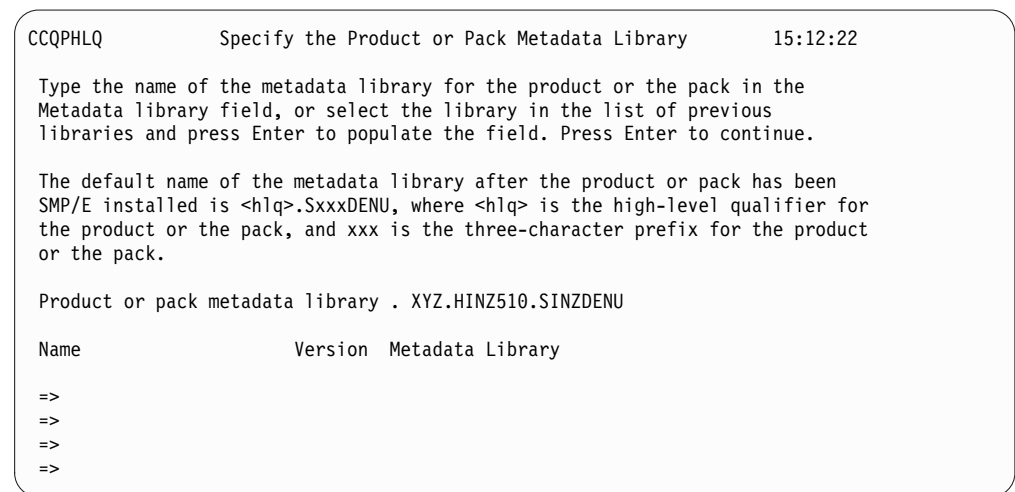 CCQPHLQ Specify the Product or Pack Metadata Library 15:12:22
Type the name of the metadata library for the product or the pack in the
Metadata library field, or select the library in the list of previous
libraries and press Enter to populate the field. Press Enter to continue.
The default name of the metadata library after the product or pack has been
SMP/E installed is <hlq>.SxxxDENU, where <hlq> is the high-level qualifier for
the product or the pack, and xxx is the three-character prefix for the product
or the pack.
Product or pack metadata library . XYZ.HINZ510.SINZDENU
Name Version Metadata Library
=>
=>
=>
=>